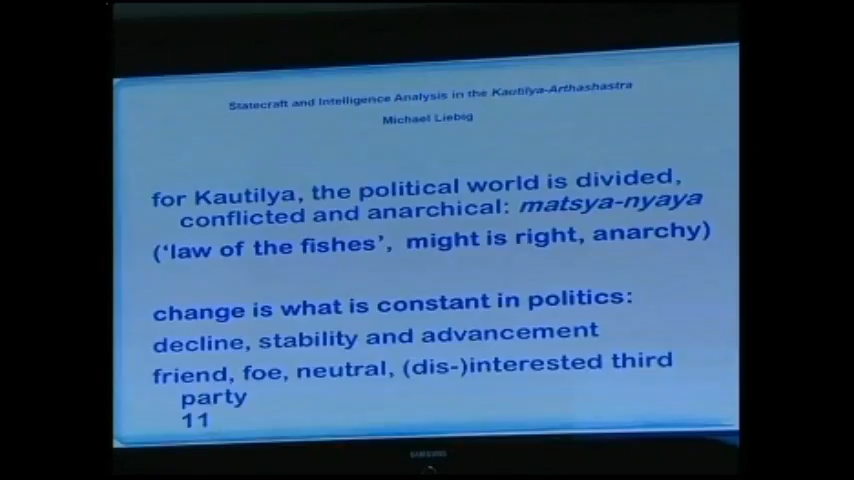 Statecraft and Intelligence Analysis in the Kautilya-Arthashastra
Michael Liebig
for Kautilya, the political world is divided,
conflicted and anarchical: matsya-nyaya
(‘law of the fishes’, might is right, anarchy)
change is what is constant in politics:
decline, stability and advancement
friend, foe, neutral, (dis-)interested third
party
11
SAMSUNG